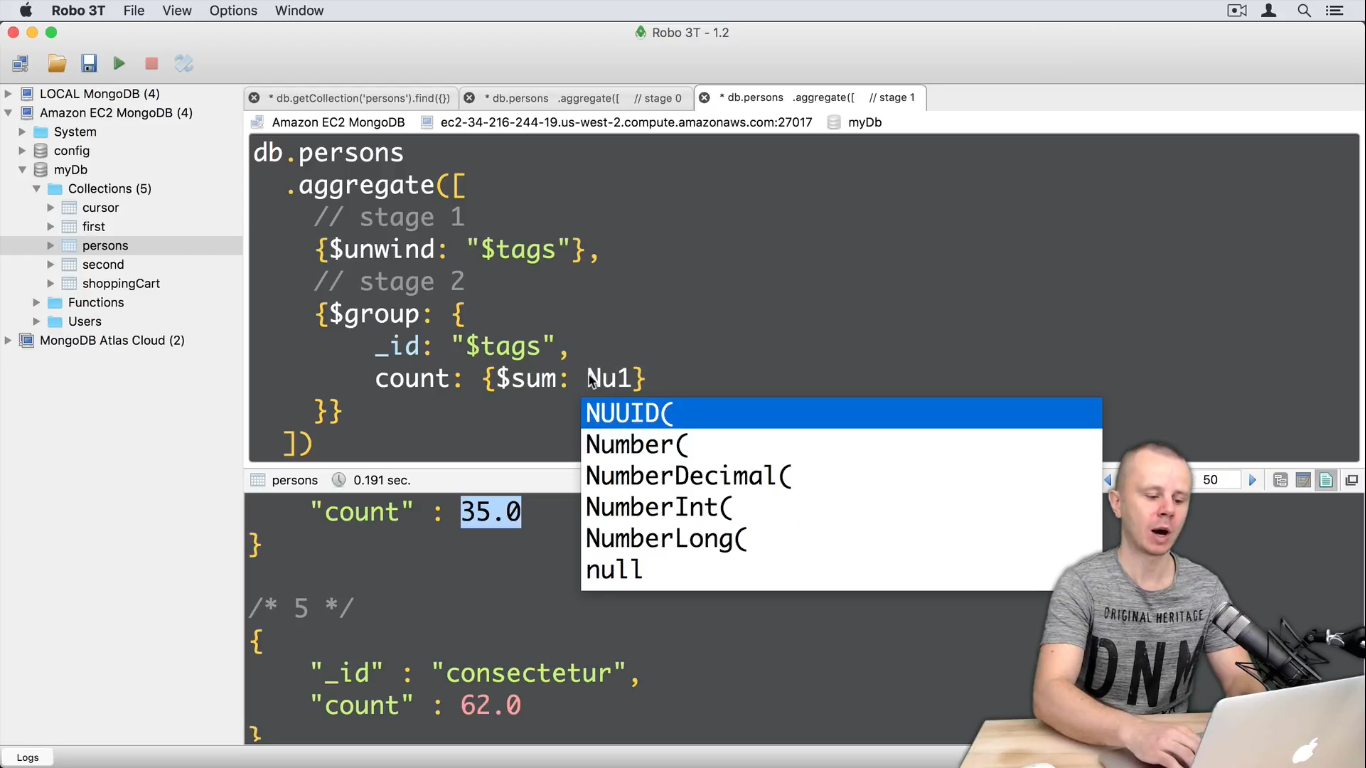 Robo 3T File View Options Window
Robo 3T - 1.2
LOCAL MongoDB (4)
Amazon EC2 MongoDB (4)
System
config
myDb
Collections (5)
cursor
first
persons
second
shoppingCart
Functions
Users
MongoDB Atlas Cloud (2)
* db.getCollection('persons').find({}) * db.persons .aggregate([ // stage 0 * db.persons .aggregate([ // stage 1
Amazon EC2 MongoDB ec2-34-216-244-19.us-west-2.compute.amazonaws.com:27017 myDb
db.persons
.aggregate([
// stage 1
{$unwind: "$tags"},
// stage 2
{$group: {
_id: "$tags",
count: {$sum: Nu1}
}}
])
NUUID(
Number(
NumberDecimal(
NumberInt(
NumberLong(
null
persons 0.191 sec. 50
"count" : 35.0
}
/* 5 */
{
"_id" : "consectetur",
"count" : 62.0
}
ORIGINAL HERITAGE
DNM
Logs